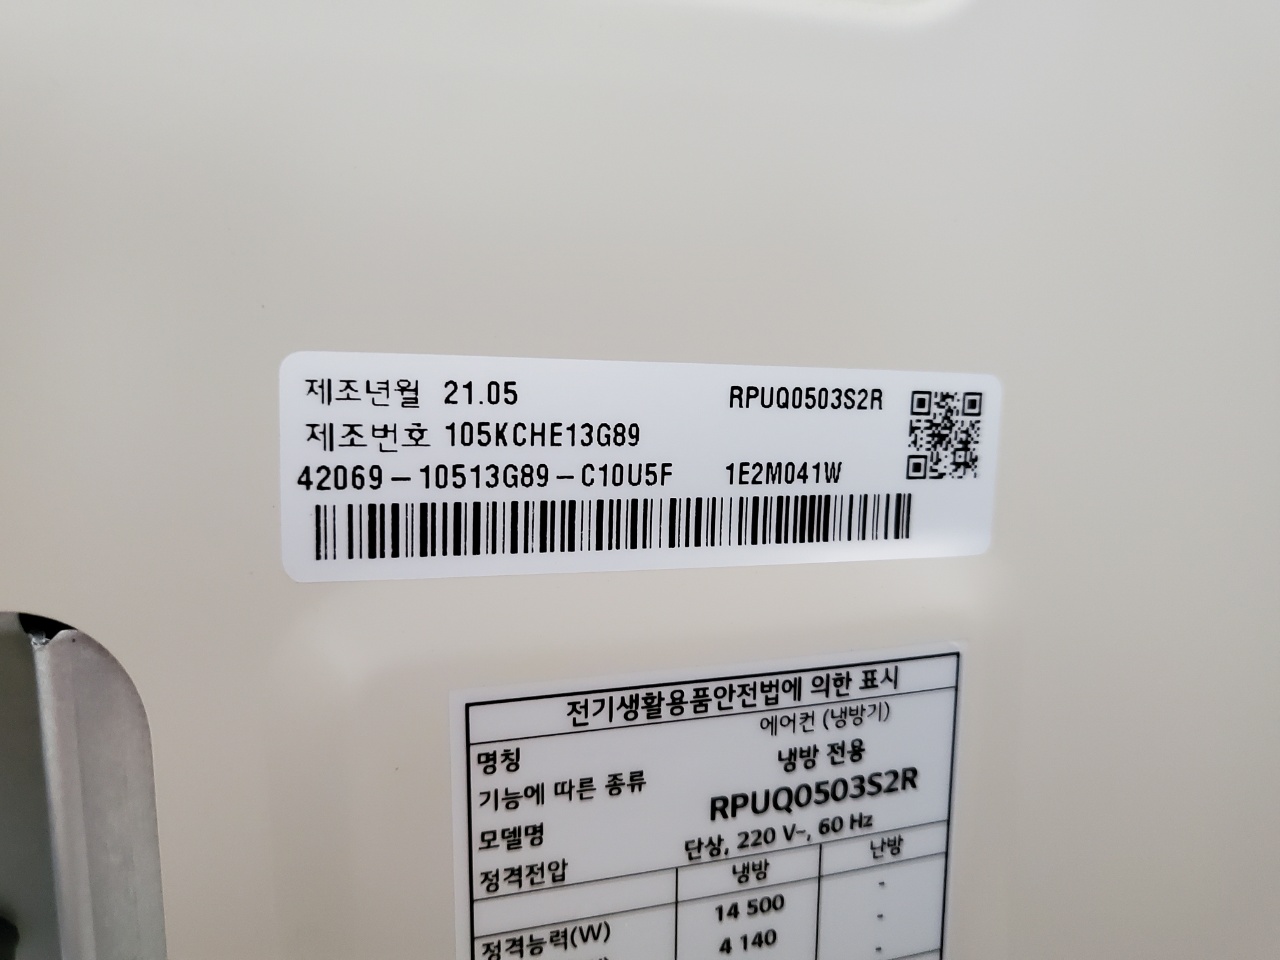 제조년월 21.05 RPUQ0503S2R
제조번호 105KCHE13G89
42069-10513G89-C10U5F 1E2M041W
전기생활용품안전법에 의한 표시
명칭 에어컨 (냉방기)
기능에 따른 종류 냉방 전용
모델명 RPUQ0503S2R
정격전압 단상, 220 V~, 60 Hz
냉방 난방
정격능력(W) 14 500 -
4 140 -
-